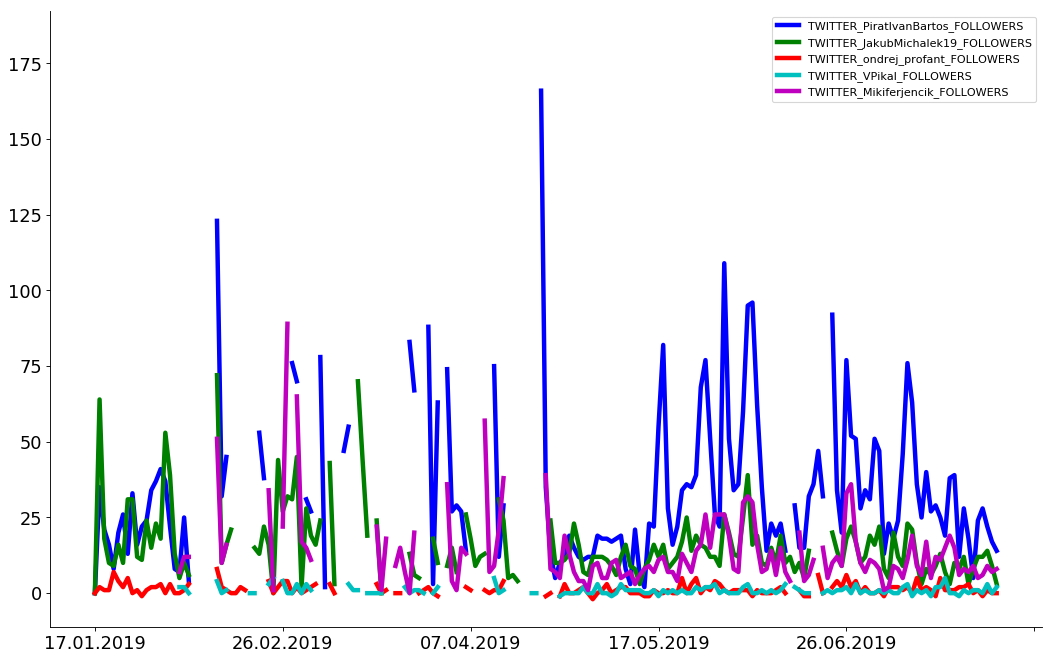 TWITTER_PiratIvanBartos_FOLLOWERS
TWITTER_JakubMichalek19_FOLLOWERS
TWITTER_ondrej_profant_FOLLOWERS
TWITTER_VPikal_FOLLOWERS
TWITTER_Mikiferjencik_FOLLOWERS
175
150
125
100
75
50
25
0
17.01.2019 26.02.2019 07.04.2019 17.05.2019 26.06.2019